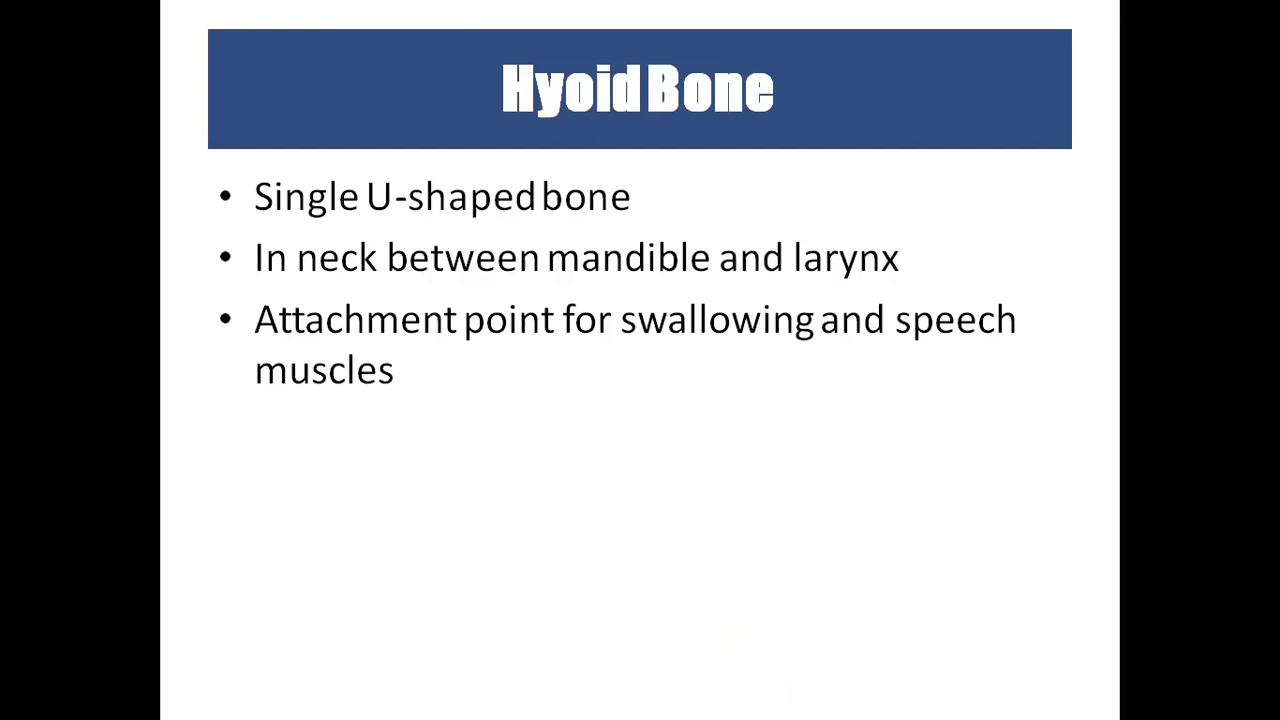 Hyoid Bone
• Single U-shaped bone
• In neck between mandible and larynx
• Attachment point for swallowing and speech
muscles